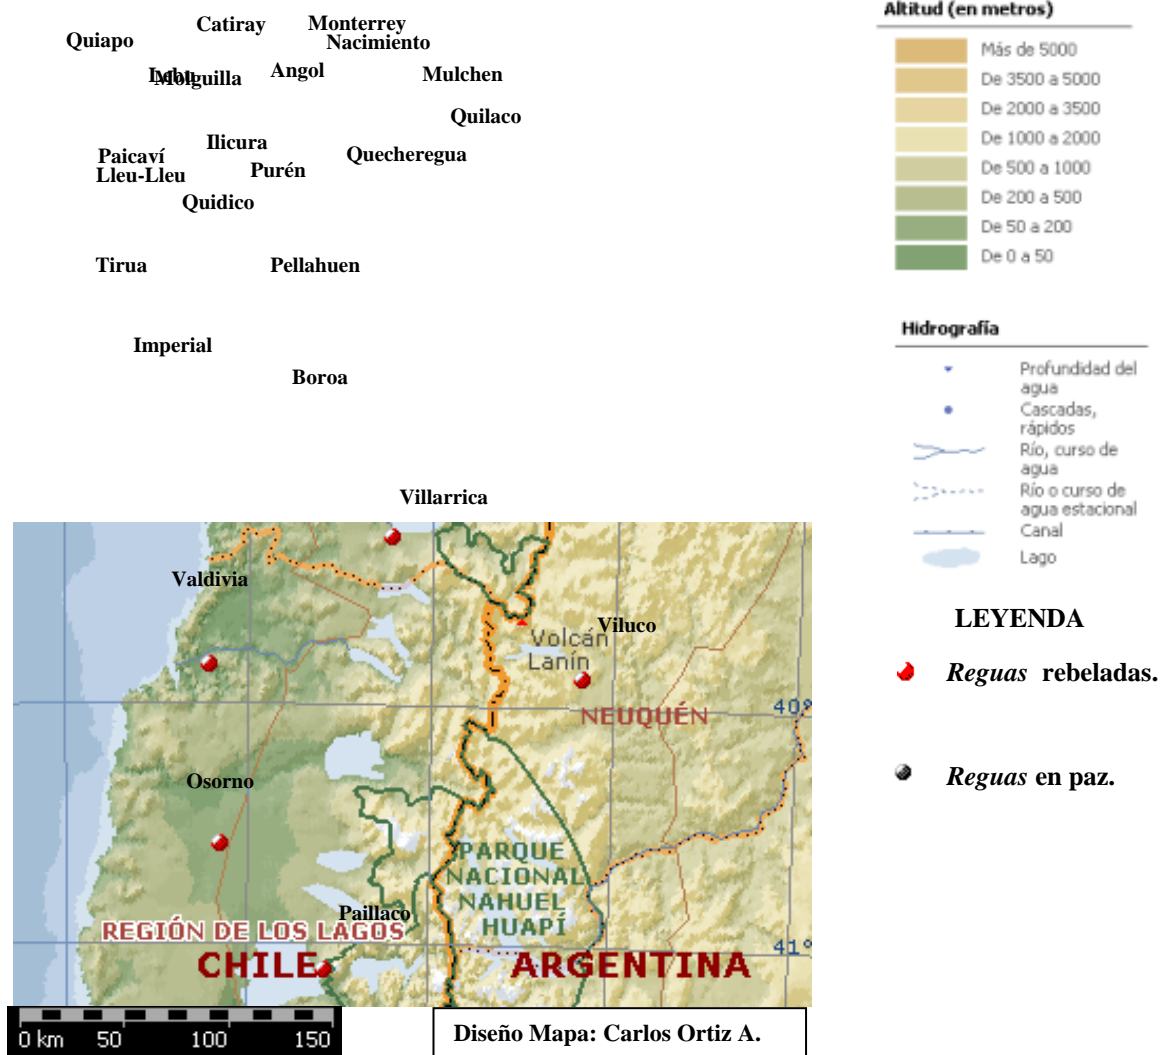 Catiray
Monterrey
Quiapo
Nacimiento
Lebu
Molguilla
Angol
Mulchen
Quilaco
Ilicura
Paicaví
Quecheregua
Lleu-Lleu
Purén
Quidico
Tirua
Pellahuen
Imperial
Boroa
Villarrica
Valdivia
Viluco
Volcán
Lanín
NEUQUÉN
40°
Osorno
PARQUE
NACIONAL
NAHUEL
HUAPÍ
Paillaco
REGIÓN DE LOS LAGOS
41°
CHILE
ARGENTINA
0 km 50 100 150
Diseño Mapa: Carlos Ortiz A.
Altitud (en metros)
Más de 5000
De 3500 a 5000
De 2000 a 3500
De 1000 a 2000
De 500 a 1000
De 200 a 500
De 50 a 200
De 0 a 50
Hidrografía
Profundidad del
agua
Cascadas,
rápidos
Río, curso de
agua
Río o curso de
agua estacional
Canal
Lago
LEYENDA
Reguas rebeladas.
Reguas en paz.